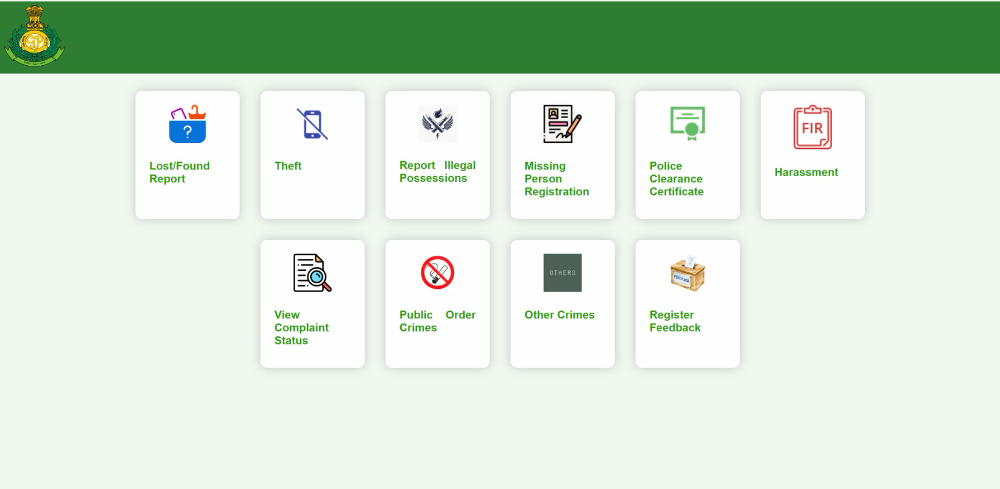 GP
?
FIR
Lost/Found
Report
Theft
Report Illegal
Possessions
Missing
Person
Registration
Police
Clearance
Certificate
Harassment
OTHERS
FEEDBACK
View
Complaint
Status
Public Order
Crimes
Other Crimes
Register
Feedback